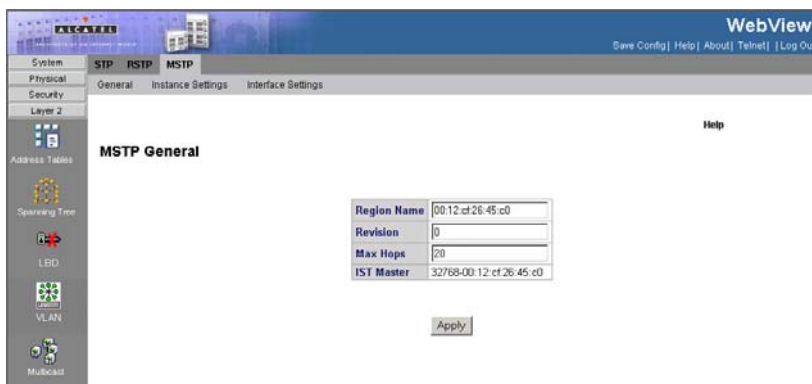 ALCATEL
WebView
Save Config| Help| About| Telnet| |Log Ou
System
Physical
Security
Layer 2
Address Tables
Spanning Tree
LBD
VLAN
Multicast
STP RSTP MSTP
General Instance Settings Interface Settings
Help
MSTP General
Region Name 00:12:cf:26:45:c0
Revision 0
Max Hops 20
IST Master 32768-00:12:cf:26:45:c0
Apply